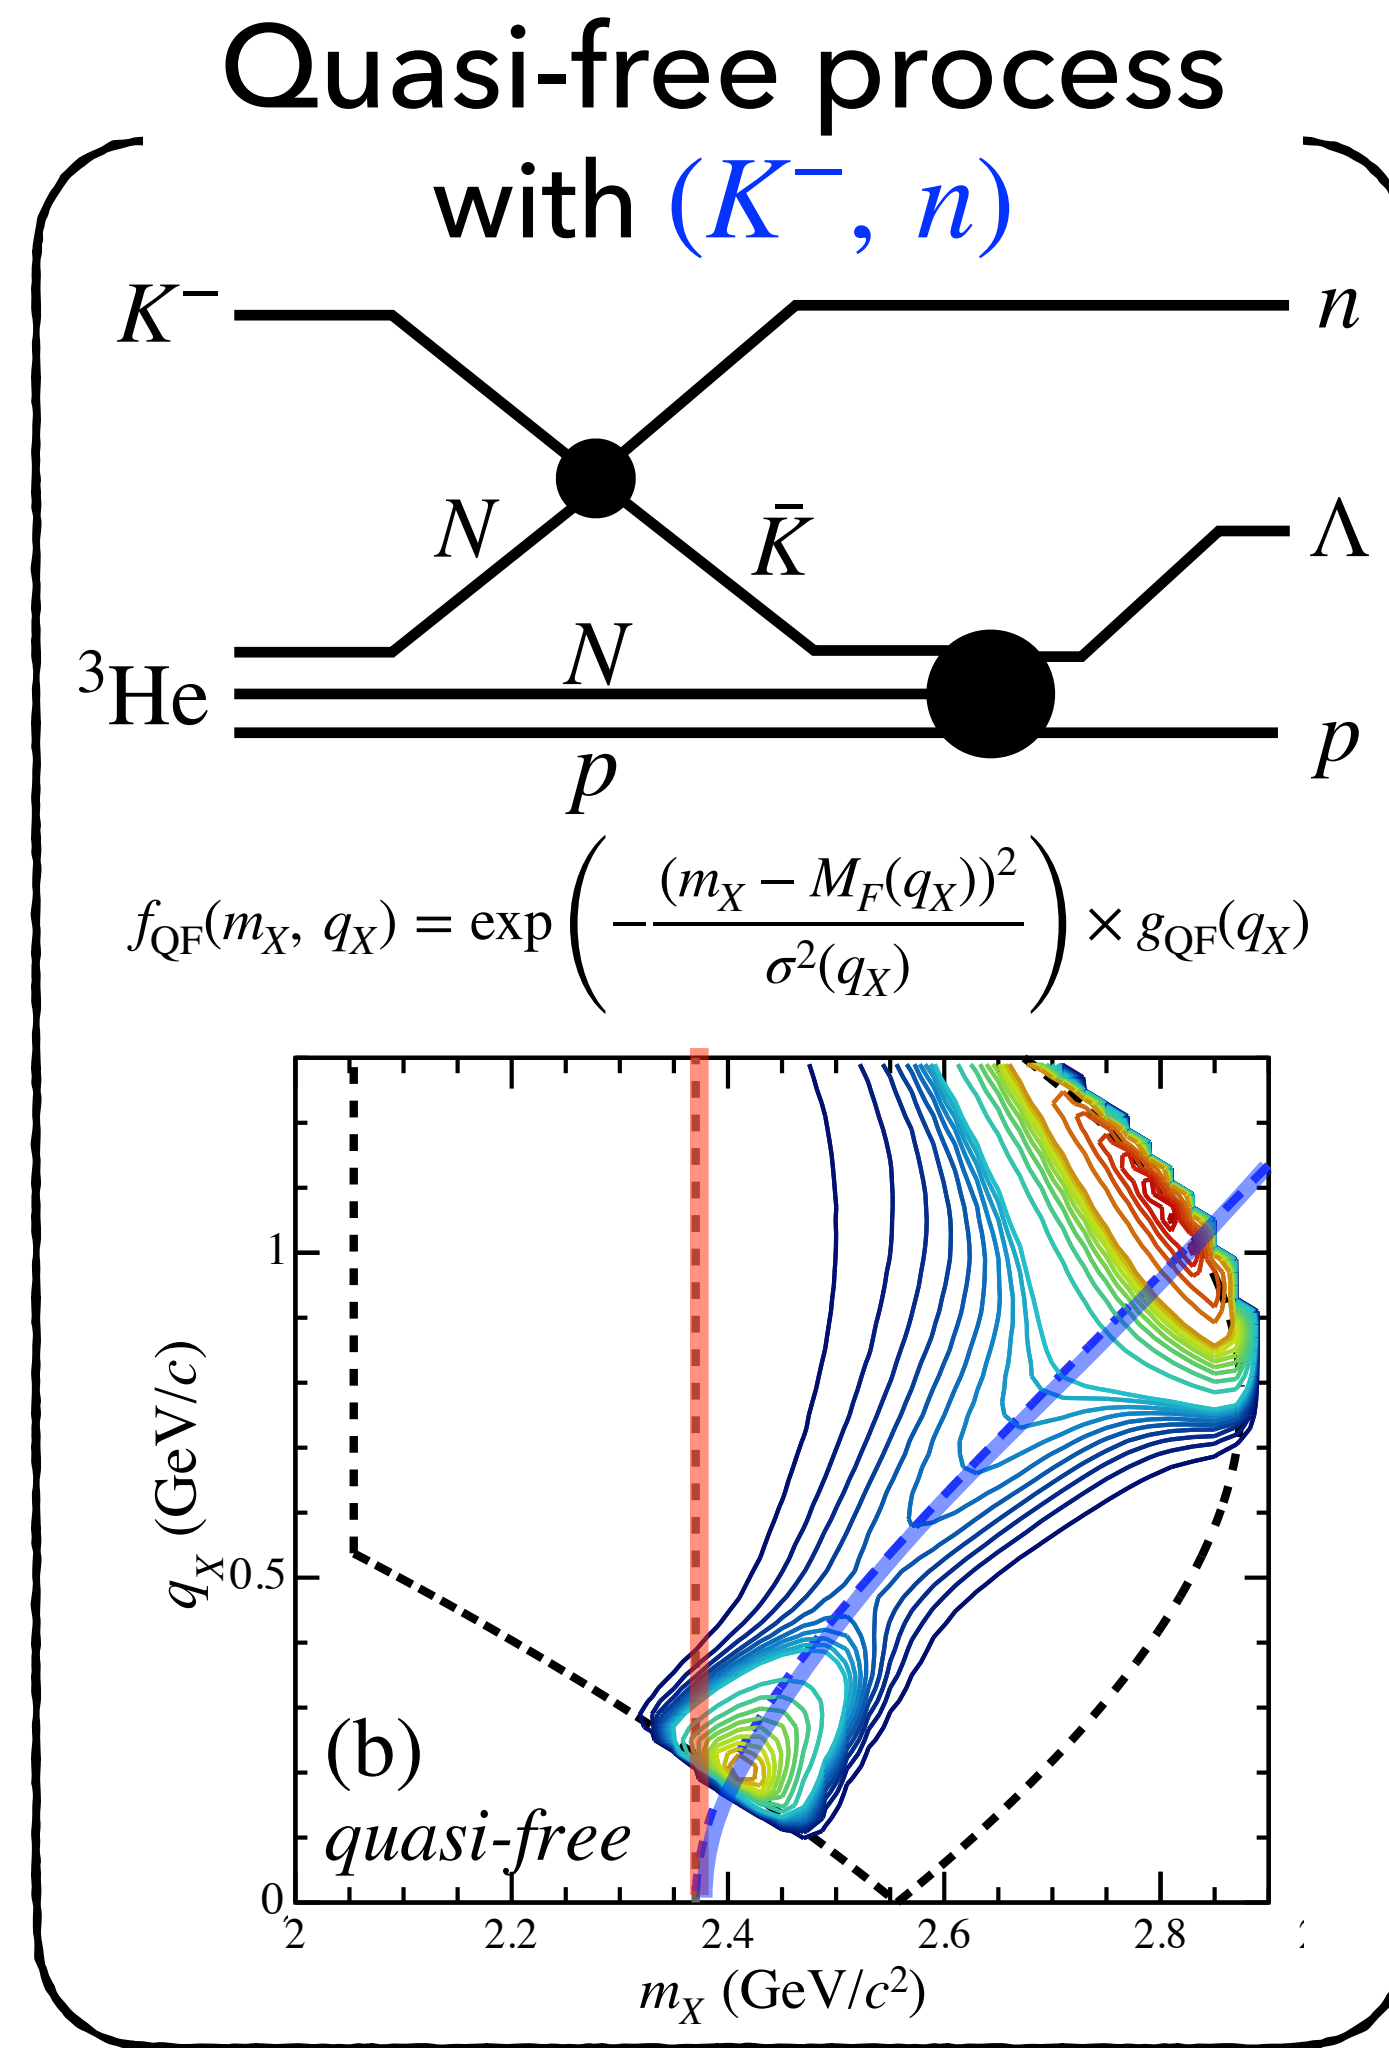 Quasi-free process
with (K⁻, n)
K⁻
n
N
K̄
Λ
N
³He
p
p
f_QF(m_X, q_X) = exp ( − (m_X − M_F(q_X))² / σ²(q_X) ) × g_QF(q_X)
1
0.5
0
q_X (GeV/c)
(b)
quasi-free
2 2.2 2.4 2.6 2.8
m_X (GeV/c²)